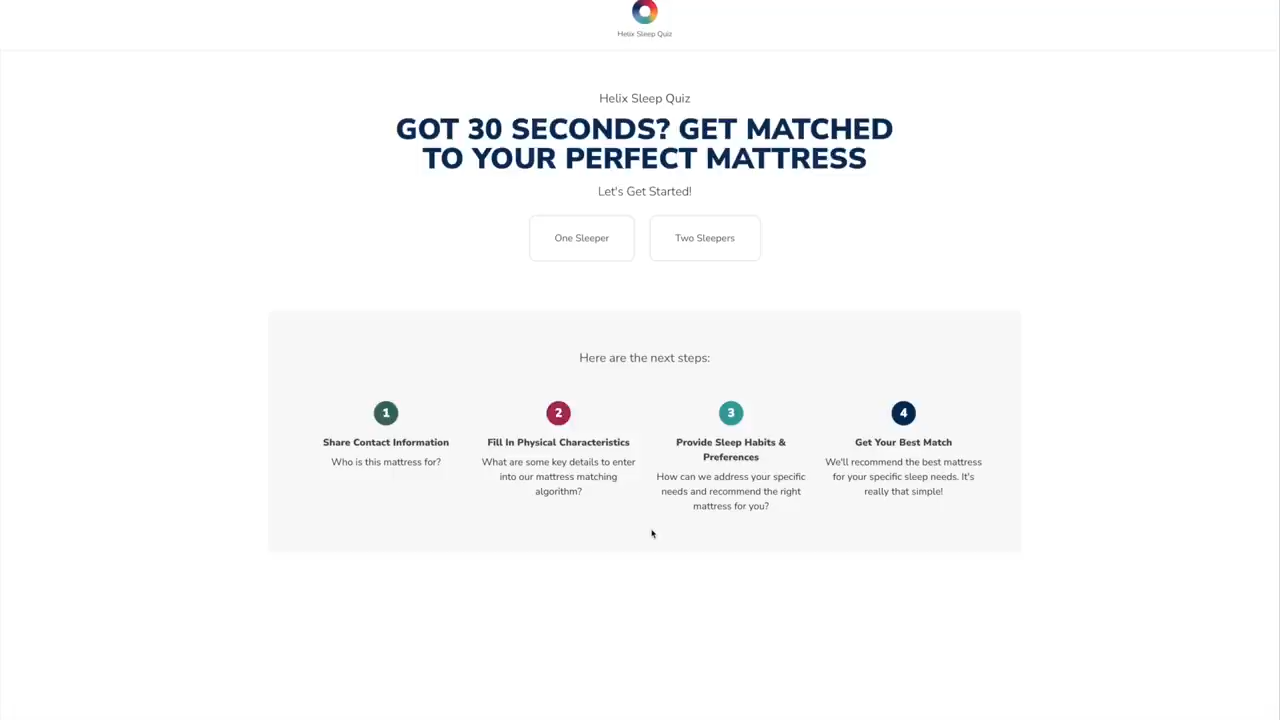 Helix Sleep Quiz
Helix Sleep Quiz
GOT 30 SECONDS? GET MATCHED
TO YOUR PERFECT MATTRESS
Let's Get Started!
One Sleeper
Two Sleepers
Here are the next steps:
1
Share Contact Information
Who is this mattress for?
2
Fill In Physical Characteristics
What are some key details to enter
into our mattress matching
algorithm?
3
Provide Sleep Habits &
Preferences
How can we address your specific
needs and recommend the right
mattress for you?
4
Get Your Best Match
We'll recommend the best mattress
for your specific sleep needs. It's
really that simple!